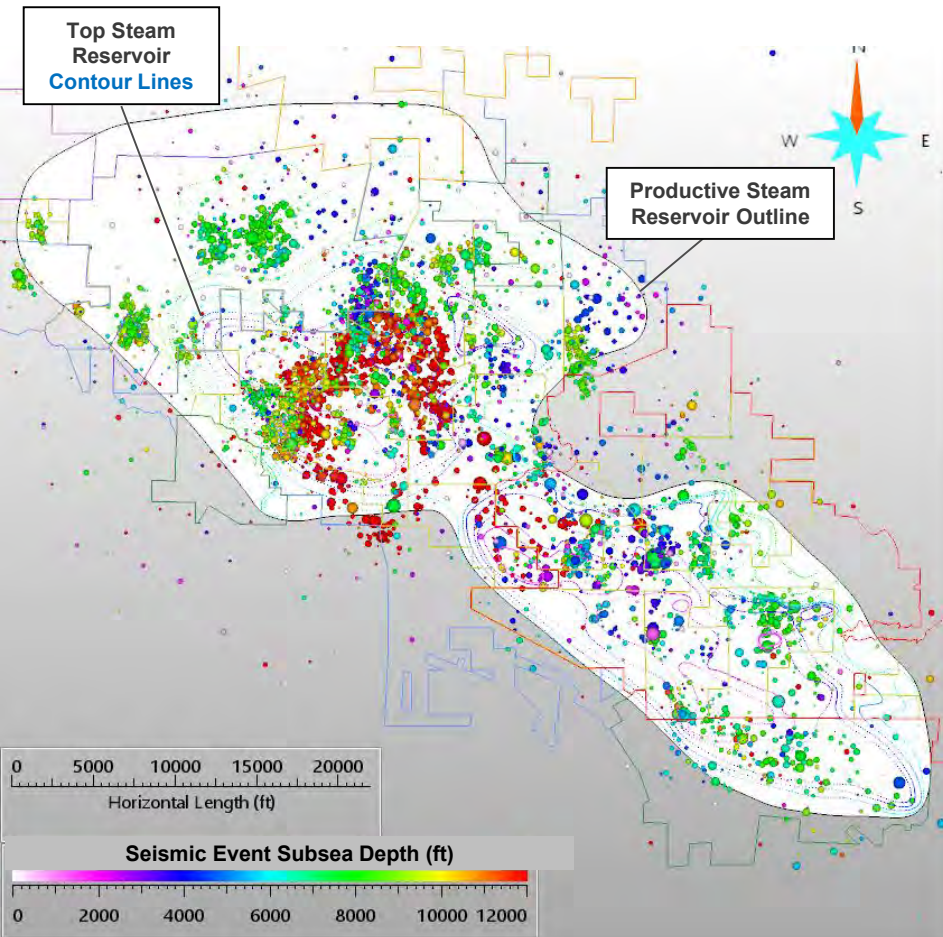 Top Steam
Reservoir
Contour Lines
N
W
E
S
Productive Steam
Reservoir Outline
0 5000 10000 15000 20000
Horizontal Length (ft)
Seismic Event Subsea Depth (ft)
0 2000 4000 6000 8000 10000 12000